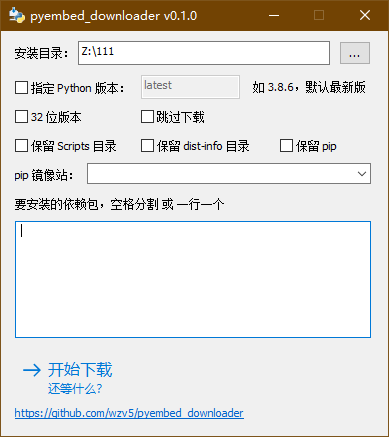 pyembed_downloader v0.1.0
安装目录： Z:\111 ...
指定 Python 版本： latest 如 3.8.6，默认最新版
32 位版本 跳过下载
保留 Scripts 目录 保留 dist-info 目录 保留 pip
pip 镜像站：
要安装的依赖包，空格分割 或 一行一个
开始下载
还等什么？
https://github.com/wzv5/pyembed_downloader